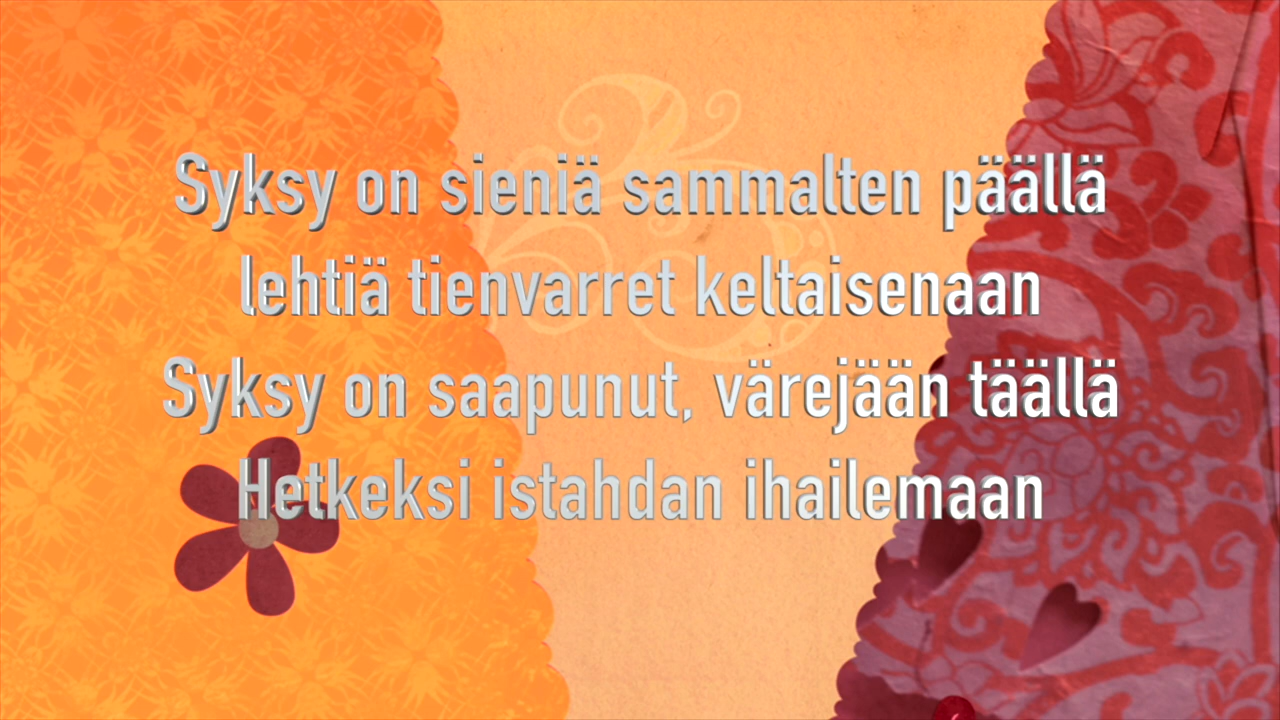 Syksy on sieniä sammalten päällä
lehtiä tienvarret keltaisenaan
Syksy on saapunut, värejään täällä
Hetkeksi istahdan ihailemaan